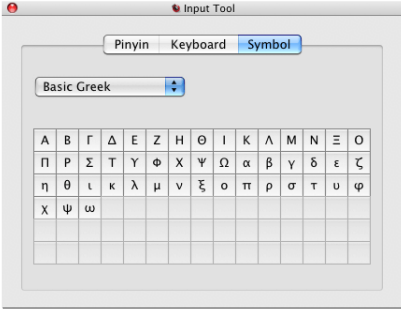 Input Tool
Pinyin Keyboard Symbol
Basic Greek
Α Β Γ Δ Ε Ζ Η Θ Ι Κ Λ Μ Ν Ξ Ο
Π Ρ Σ Τ Υ Φ Χ Ψ Ω α β γ δ ε ζ
η θ ι κ λ μ ν ξ ο π ρ σ τ υ φ
χ ψ ω